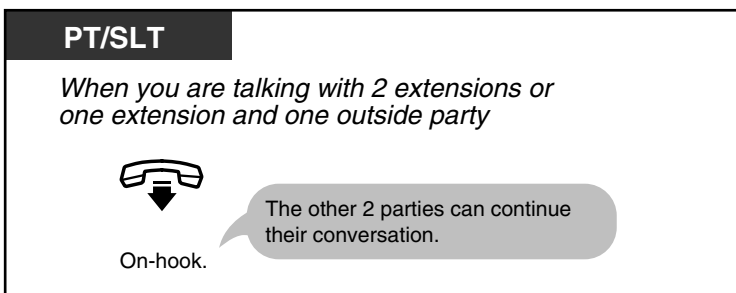 PT/SLT
When you are talking with 2 extensions or
one extension and one outside party
The other 2 parties can continue
their conversation.
On-hook.